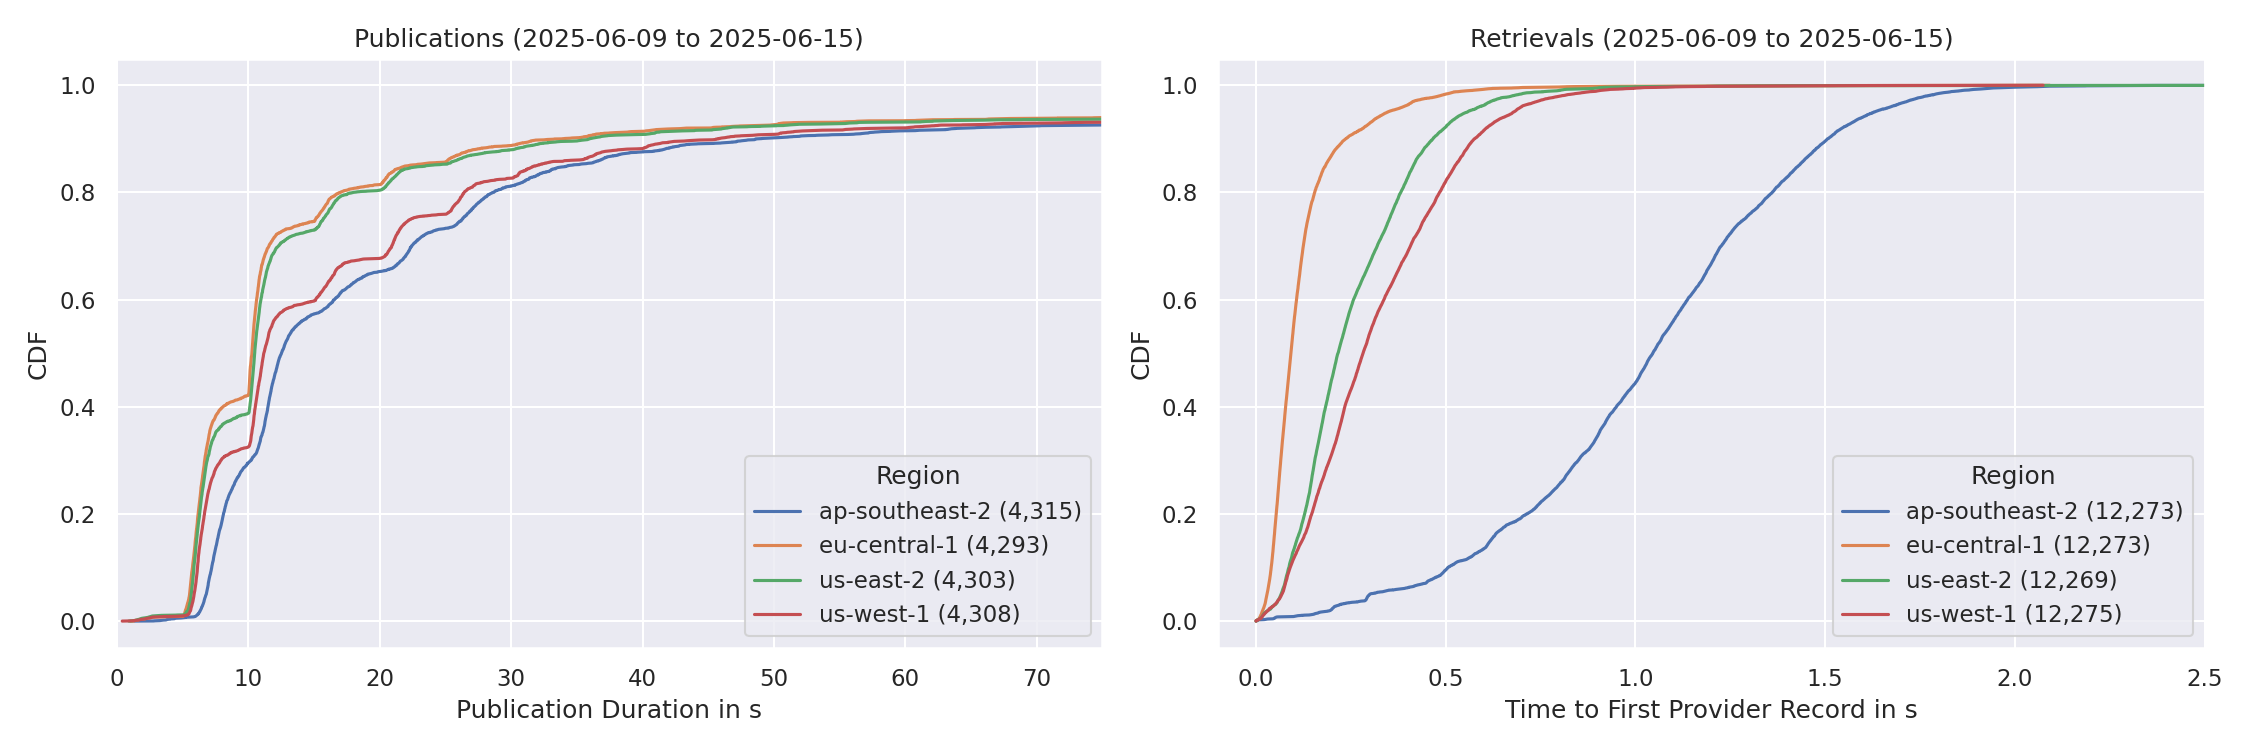 Publications (2025-06-09 to 2025-06-15)
CDF
1.0
0.8
0.6
0.4
0.2
0.0
Region
ap-southeast-2 (4,315)
eu-central-1 (4,293)
us-east-2 (4,303)
us-west-1 (4,308)
0 10 20 30 40 50 60 70
Publication Duration in s
Retrievals (2025-06-09 to 2025-06-15)
CDF
1.0
0.8
0.6
0.4
0.2
0.0
Region
ap-southeast-2 (12,273)
eu-central-1 (12,273)
us-east-2 (12,269)
us-west-1 (12,275)
0.0 0.5 1.0 1.5 2.0 2.5
Time to First Provider Record in s